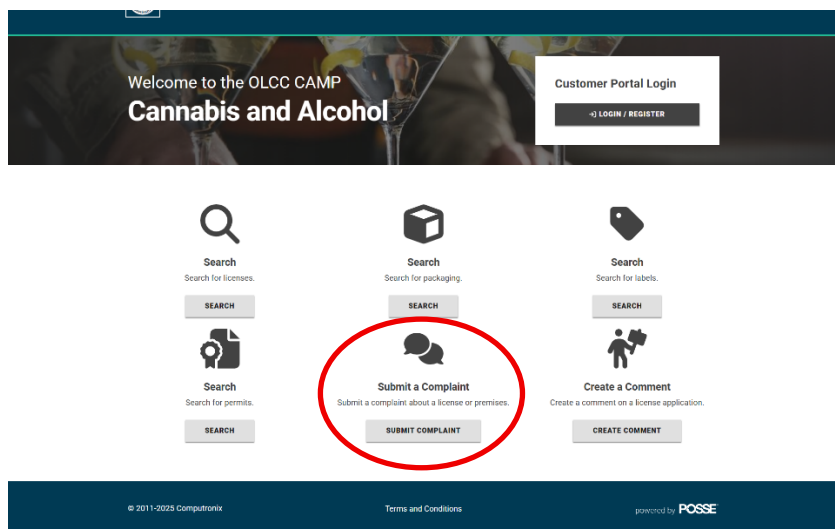 Welcome to the OLCC CAMP
Cannabis and Alcohol
Customer Portal Login
LOGIN / REGISTER
Search
Search for licenses.
SEARCH
Search
Search for packaging.
SEARCH
Search
Search for labels.
SEARCH
Search
Search for permits.
SEARCH
Submit a Complaint
Submit a complaint about a license or premises.
SUBMIT COMPLAINT
Create a Comment
Create a comment on a license application.
CREATE COMMENT
© 2011-2025 Computronix
Terms and Conditions
powered by POSSE